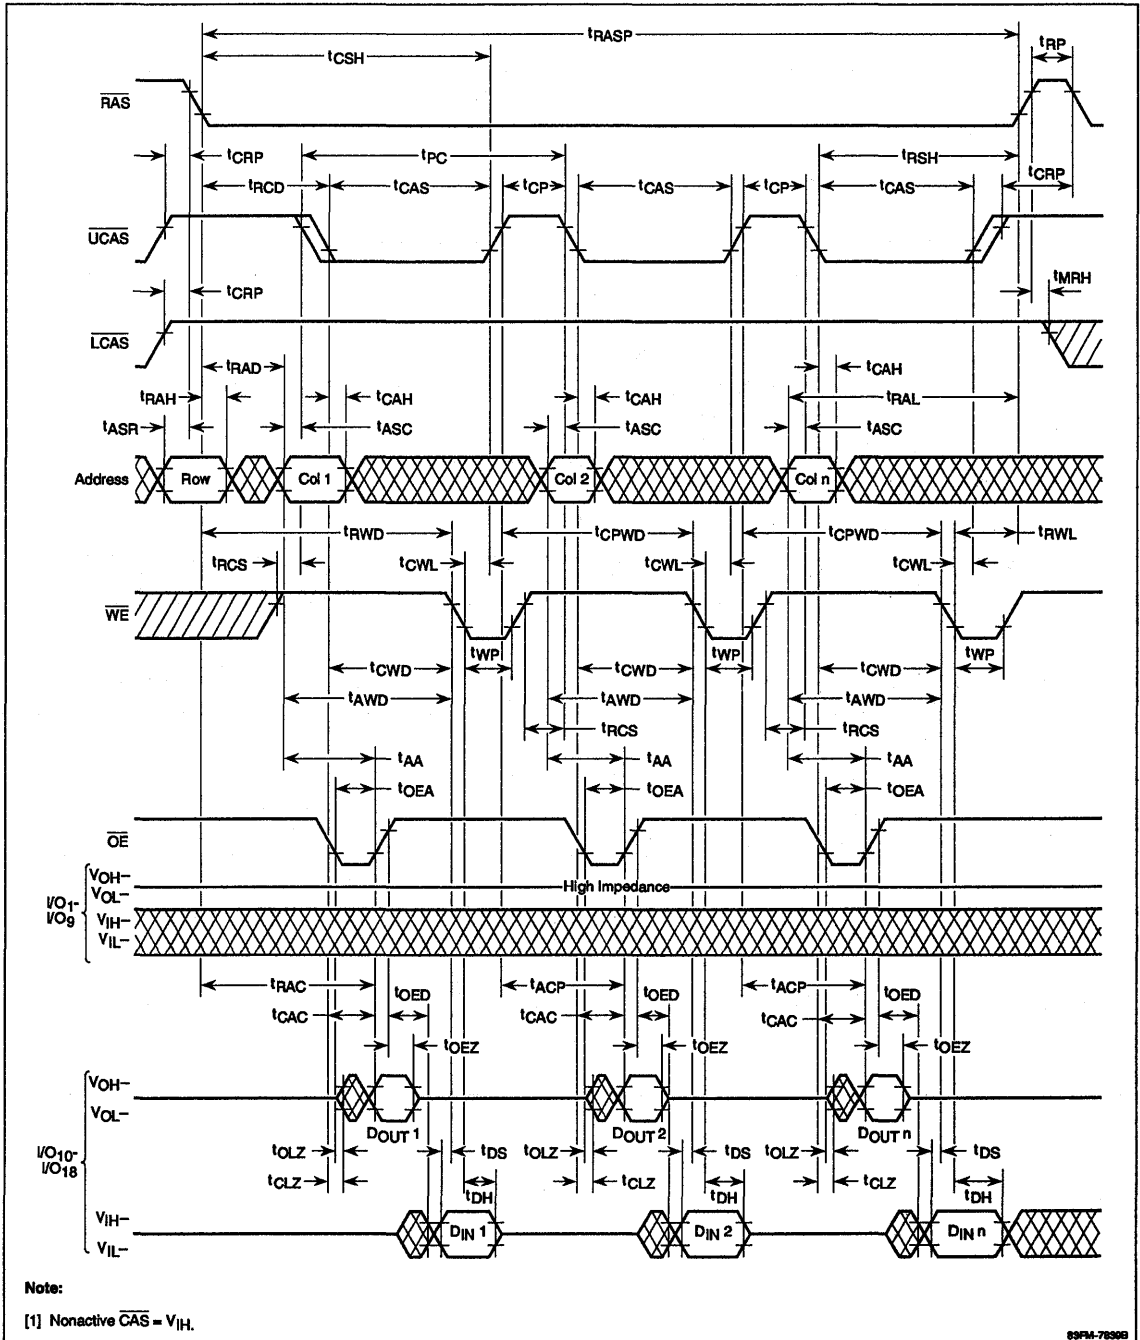 tRASP
tCSH
tRP
RAS
tCRP
tPC
tRSH
tRCD
tCAS
tCP
tCAS
tCP
tCAS
tCRP
UCAS
tCRP
tMRH
LCAS
tRAD
tCAH
tRAH
tCAH
tCAH
tRAL
tASR
tASC
tASC
tASC
Address
Row
Col 1
Col 2
Col n
tRWD
tCPWD
tCPWD
tRWL
tRCS
tCWL
tCWL
tCWL
WE
tWP
tWP
tWP
tCWD
tCWD
tCWD
tAWD
tAWD
tAWD
tRCS
tRCS
tAA
tAA
tAA
tOEA
tOEA
tOEA
OE
VOH
VOL
High Impedance
I/O1-
I/O9
VIH
VIL
tRAC
tACP
tACP
tOED
tOED
tOED
tCAC
tCAC
tCAC
tOEZ
tOEZ
tOEZ
VOH
VOL
DOUT 1
DOUT 2
DOUT n
I/O10-
I/O18
tOLZ
tDS
tOLZ
tDS
tOLZ
tDS
tCLZ
tCLZ
tCLZ
tDH
tDH
tDH
VIH
VIL
DIN 1
DIN 2
DIN n
Note:
[1] Nonactive CAS = VIH.
83FM-7839B